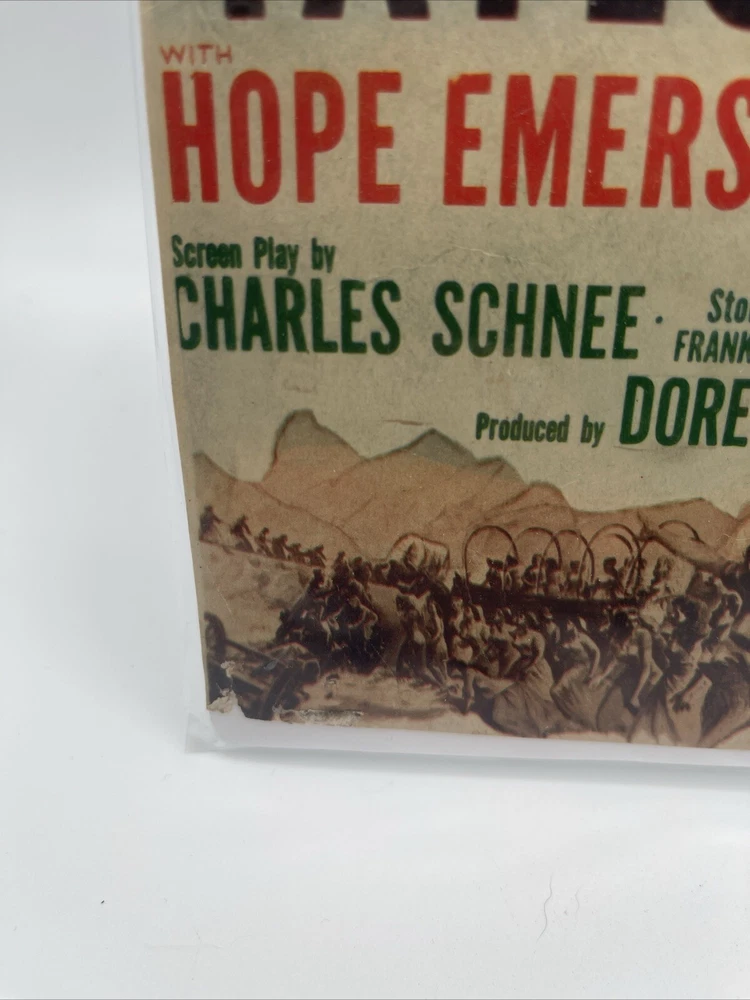 WITH
HOPE EMERS
Screen Play by
CHARLES SCHNEE · Sto
FRANK
Produced by DORE